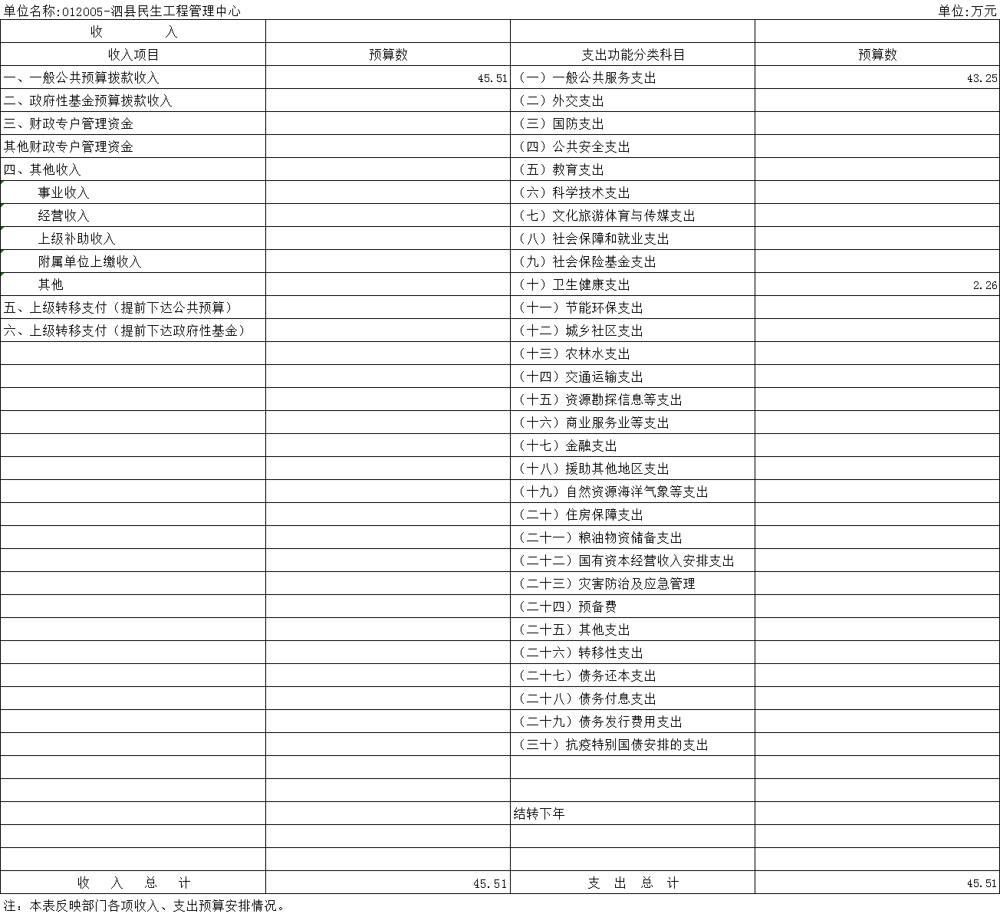 单位名称:012005-泗县民生工程管理中心 单位:万元
收 入
收入项目 预算数 支出功能分类科目 预算数
一、一般公共预算拨款收入 45.51 （一）一般公共服务支出 43.25
二、政府性基金预算拨款收入 （二）外交支出
三、财政专户管理资金 （三）国防支出
其他财政专户管理资金 （四）公共安全支出
四、其他收入 （五）教育支出
事业收入 （六）科学技术支出
经营收入 （七）文化旅游体育与传媒支出
上级补助收入 （八）社会保障和就业支出
附属单位上缴收入 （九）社会保险基金支出
其他 （十）卫生健康支出 2.26
五、上级转移支付（提前下达公共预算） （十一）节能环保支出
六、上级转移支付（提前下达政府性基金） （十二）城乡社区支出
（十三）农林水支出
（十四）交通运输支出
（十五）资源勘探信息等支出
（十六）商业服务业等支出
（十七）金融支出
（十八）援助其他地区支出
（十九）自然资源海洋气象等支出
（二十）住房保障支出
（二十一）粮油物资储备支出
（二十二）国有资本经营收入安排支出
（二十三）灾害防治及应急管理
（二十四）预备费
（二十五）其他支出
（二十六）转移性支出
（二十七）债务还本支出
（二十八）债务付息支出
（二十九）债务发行费用支出
（三十）抗疫特别国债安排的支出
结转下年
收 入 总 计 45.51 支 出 总 计 45.51
注：本表反映部门各项收入、支出预算安排情况。